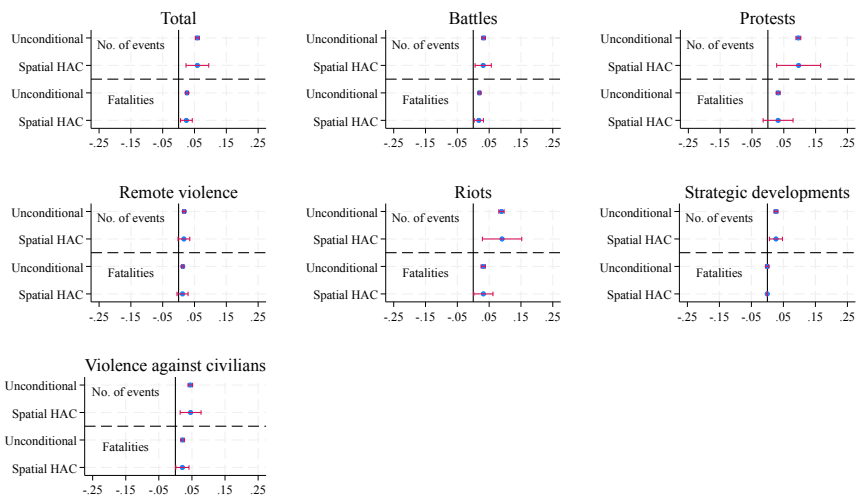 Total
Unconditional
No. of events
Spatial HAC
Unconditional
Fatalities
Spatial HAC
-.25 -.15 -.05 .05 .15 .25
Battles
Unconditional
No. of events
Spatial HAC
Unconditional
Fatalities
Spatial HAC
-.25 -.15 -.05 .05 .15 .25
Protests
Unconditional
No. of events
Spatial HAC
Unconditional
Fatalities
Spatial HAC
-.25 -.15 -.05 .05 .15 .25
Remote violence
Unconditional
No. of events
Spatial HAC
Unconditional
Fatalities
Spatial HAC
-.25 -.15 -.05 .05 .15 .25
Riots
Unconditional
No. of events
Spatial HAC
Unconditional
Fatalities
Spatial HAC
-.25 -.15 -.05 .05 .15 .25
Strategic developments
Unconditional
No. of events
Spatial HAC
Unconditional
Fatalities
Spatial HAC
-.25 -.15 -.05 .05 .15 .25
Violence against civilians
Unconditional
No. of events
Spatial HAC
Unconditional
Fatalities
Spatial HAC
-.25 -.15 -.05 .05 .15 .25